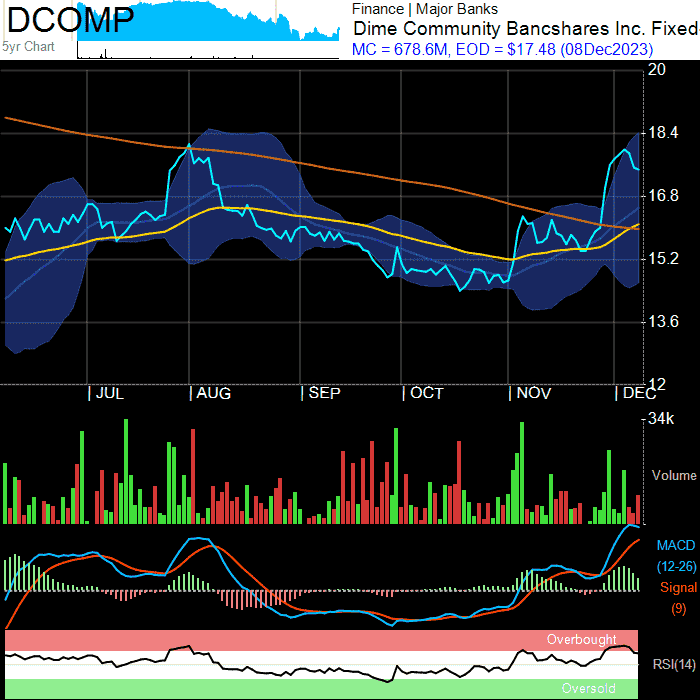 DCOMP
5yr Chart
Finance | Major Banks
Dime Community Bancshares Inc. Fixed-
MC = 678.6M, EOD = $17.48 (08Dec2023)
20
18.4
16.8
15.2
13.6
12
JUL AUG SEP OCT NOV DEC
34k
Volume
MACD
(12-26)
Signal
(9)
Overbought
RSI(14)
Oversold